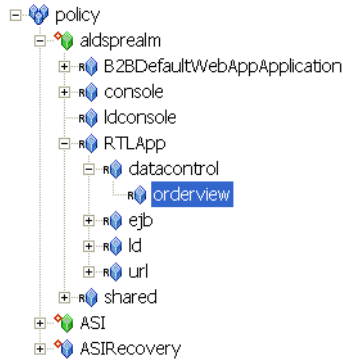 policy
aldsprealm
B2BDefaultWebAppApplication
console
ldconsole
RTLApp
datacontrol
orderview
ejb
ld
url
shared
ASI
ASIRecovery